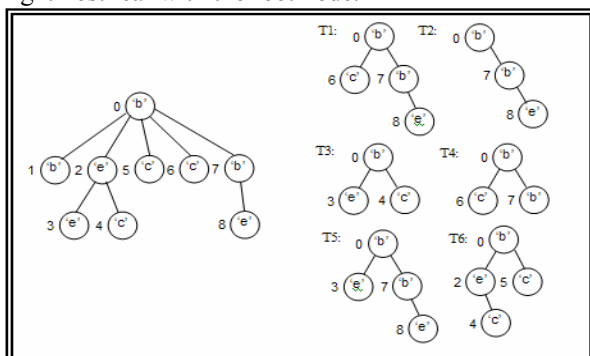 T1: 0 'b' T2: 0 'b'
6 'c' 7 'b' 7 'b'
8 'e' 8 'e'
0 'b'
1 'b' 2 'e' 5 'c' 6 'c' 7 'b'
3 'e' 4 'c' 8 'e'
T3: 0 'b' T4: 0 'b'
3 'e' 4 'c' 6 'c' 7 'b'
T5: 0 'b' T6: 0 'b'
3 'e' 7 'b' 2 'e' 5 'c'
8 'e' 4 'c'